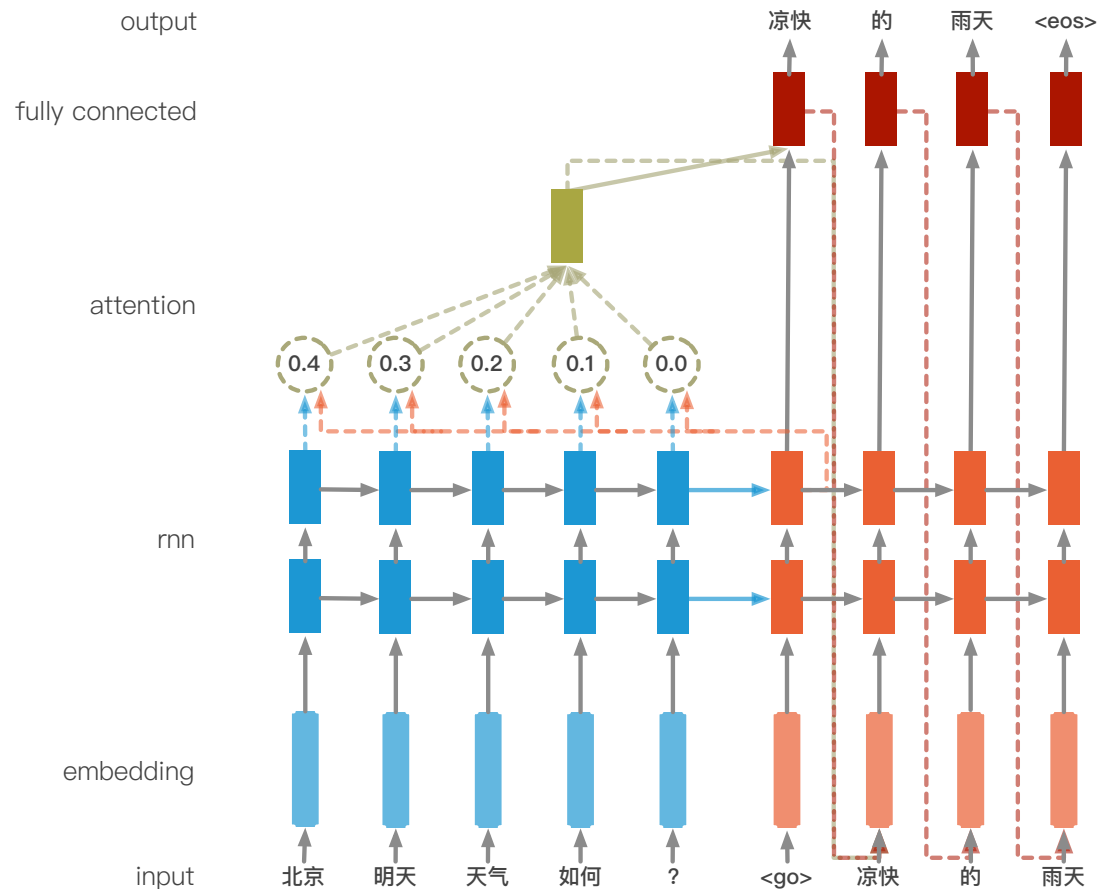 output 凉快 的 雨天 <eos>
fully connected
attention
0.4 0.3 0.2 0.1 0.0
rnn
embedding
input 北京 明天 天气 如何 ? <go> 凉快 的 雨天